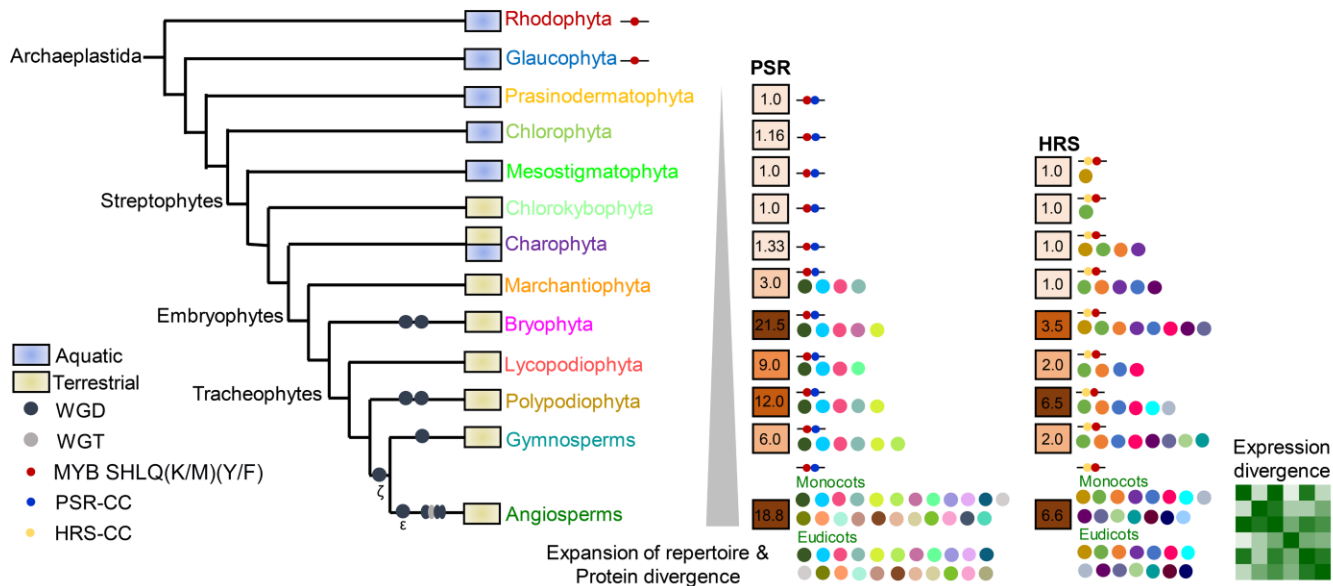 Rhodophyta
Archaeplastida
Glaucophyta
PSR
Prasinodermatophyta
1.0
Chlorophyta
1.16
HRS
Mesostigmatophyta
1.0
1.0
Streptophytes
Chlorokybophyta
1.0
1.0
Charophyta
1.33
1.0
Marchantiophyta
3.0
1.0
Embryophytes
Bryophyta
21.5
3.5
Aquatic
Lycopodiophyta
9.0
2.0
Terrestrial
Tracheophytes
Polypodiophyta
12.0
6.5
WGD
Gymnosperms
6.0
2.0
WGT
Expression
divergence
MYB SHLQ(K/M)(Y/F)
ζ
Monocots
Monocots
PSR-CC
ε
Angiosperms
18.8
6.6
HRS-CC
Eudicots
Eudicots
Expansion of repertoire &
Protein divergence